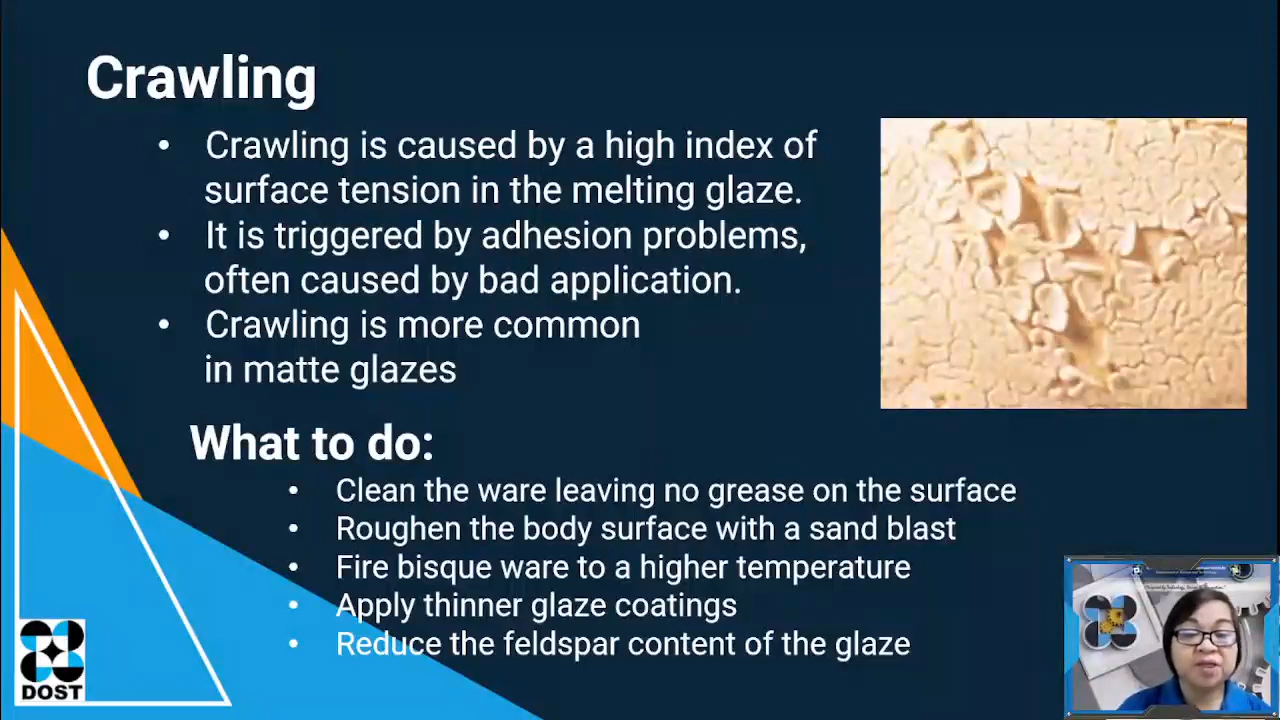 Crawling
• Crawling is caused by a high index of
surface tension in the melting glaze.
• It is triggered by adhesion problems,
often caused by bad application.
• Crawling is more common
in matte glazes
What to do:
• Clean the ware leaving no grease on the surface
• Roughen the body surface with a sand blast
• Fire bisque ware to a higher temperature
• Apply thinner glaze coatings
• Reduce the feldspar content of the glaze
DOST